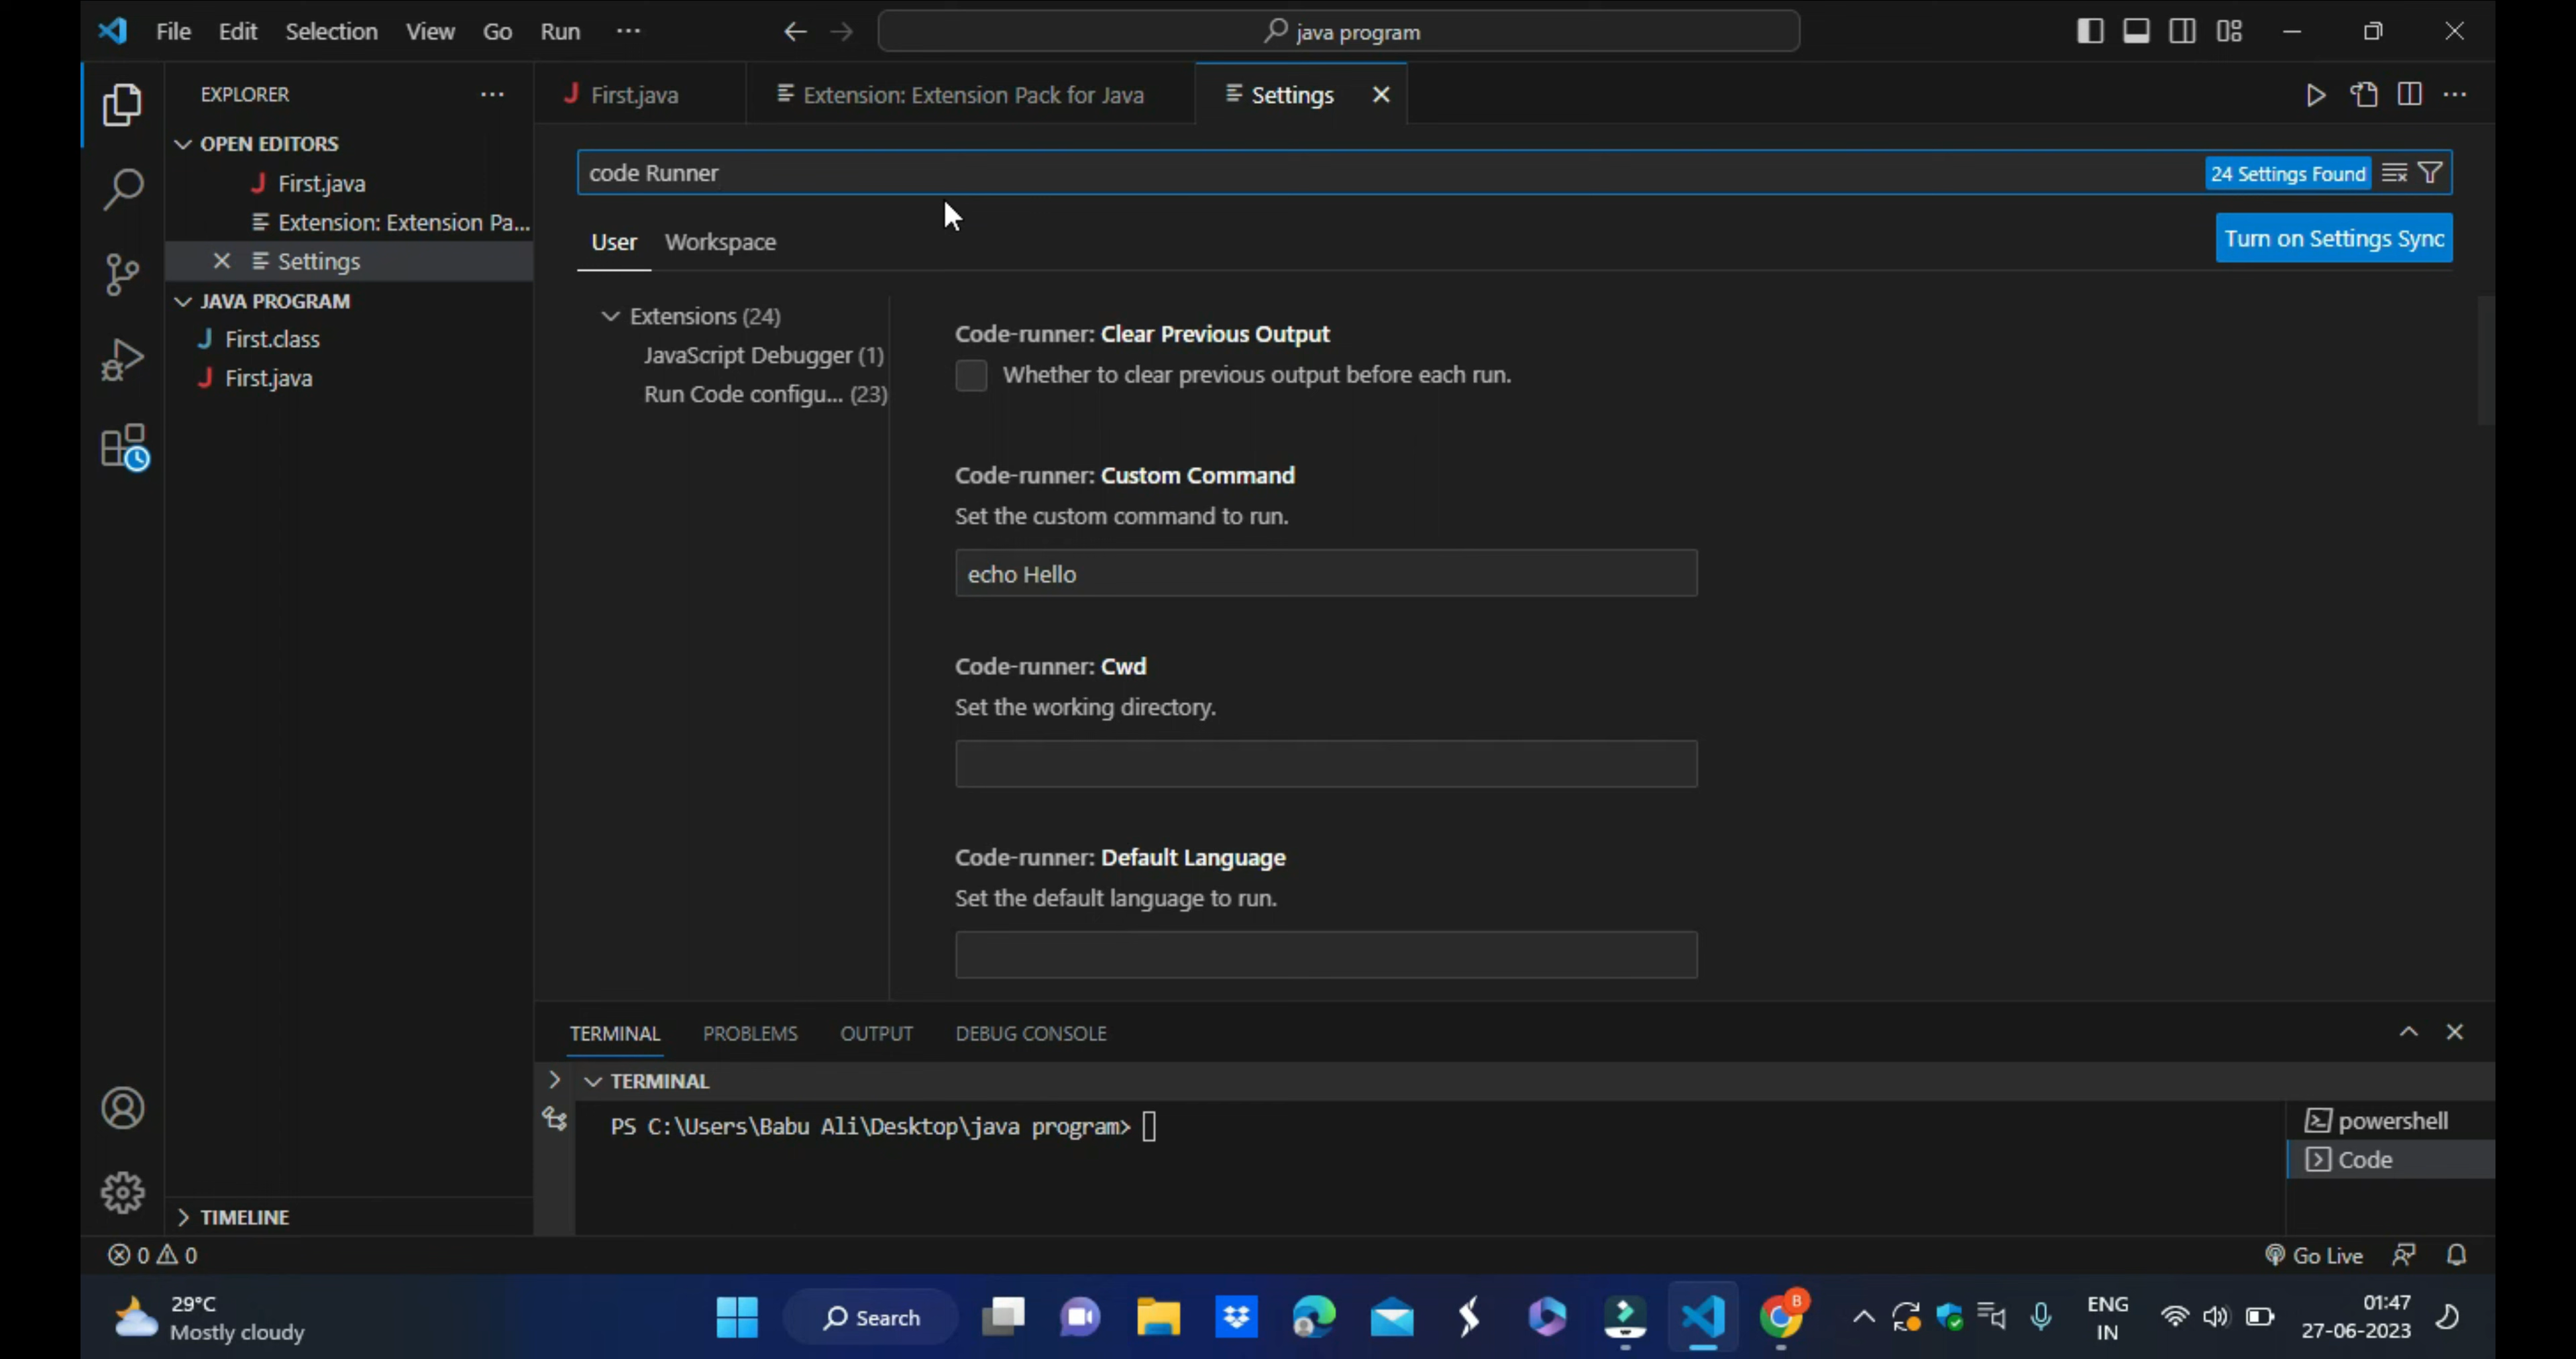 File Edit Selection View Go Run ...
java program
EXPLORER
OPEN EDITORS
First.java
Extension: Extension Pa...
Settings
JAVA PROGRAM
First.class
First.java
TIMELINE
First.java
Extension: Extension Pack for Java
Settings
code Runner
24 Settings Found
User
Workspace
Turn on Settings Sync
Extensions (24)
JavaScript Debugger (1)
Run Code configu... (23)
Code-runner: Clear Previous Output
Whether to clear previous output before each run.
Code-runner: Custom Command
Set the custom command to run.
echo Hello
Code-runner: Cwd
Set the working directory.
Code-runner: Default Language
Set the default language to run.
TERMINAL PROBLEMS OUTPUT DEBUG CONSOLE
TERMINAL
PS C:\Users\Babu Ali\Desktop\java program>
powershell
Code
0 0
Go Live
29°C
Mostly cloudy
Search
B
ENG
IN
01:47
27-06-2023